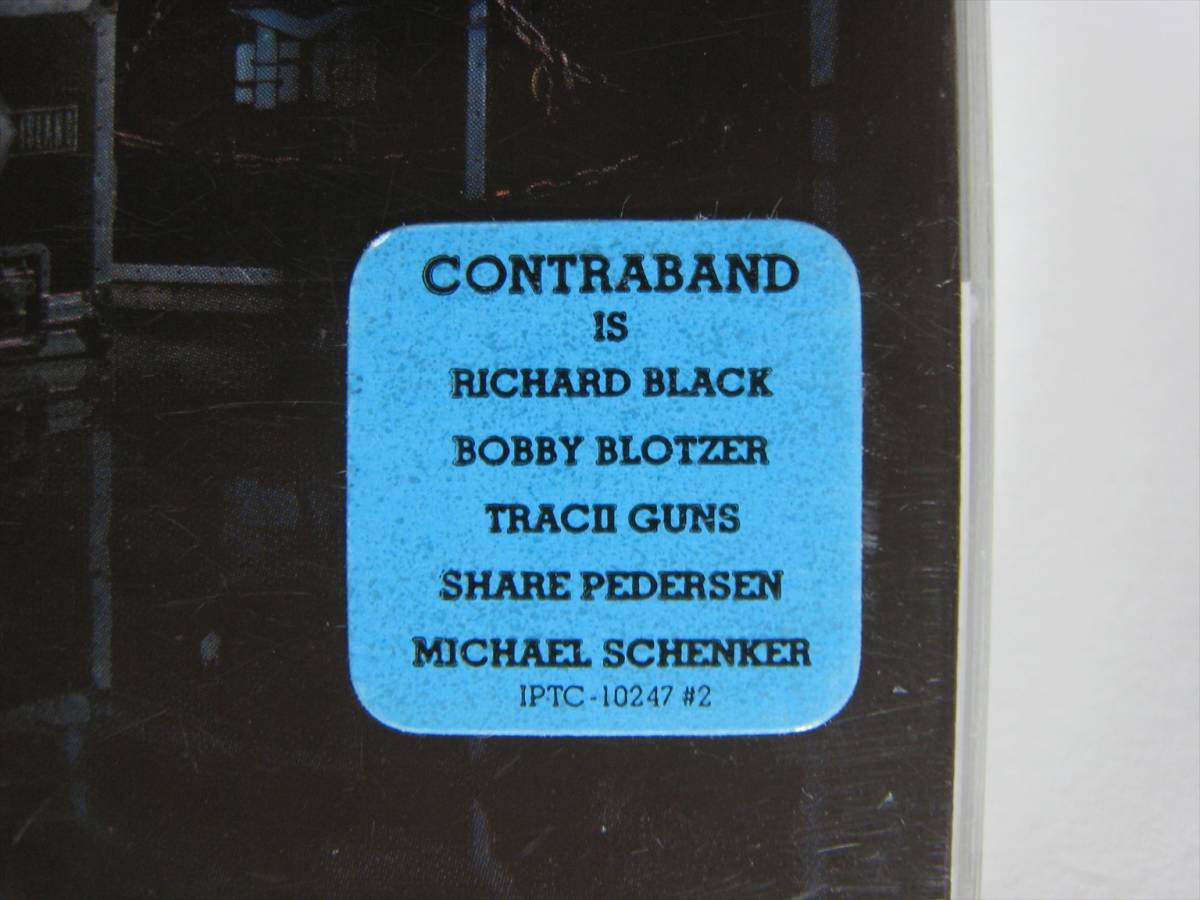 CONTRABAND
IS
RICHARD BLACK
BOBBY BLOTZER
TRACII GUNS
SHARE PEDERSEN
MICHAEL SCHENKER
IPTC-10247 #2